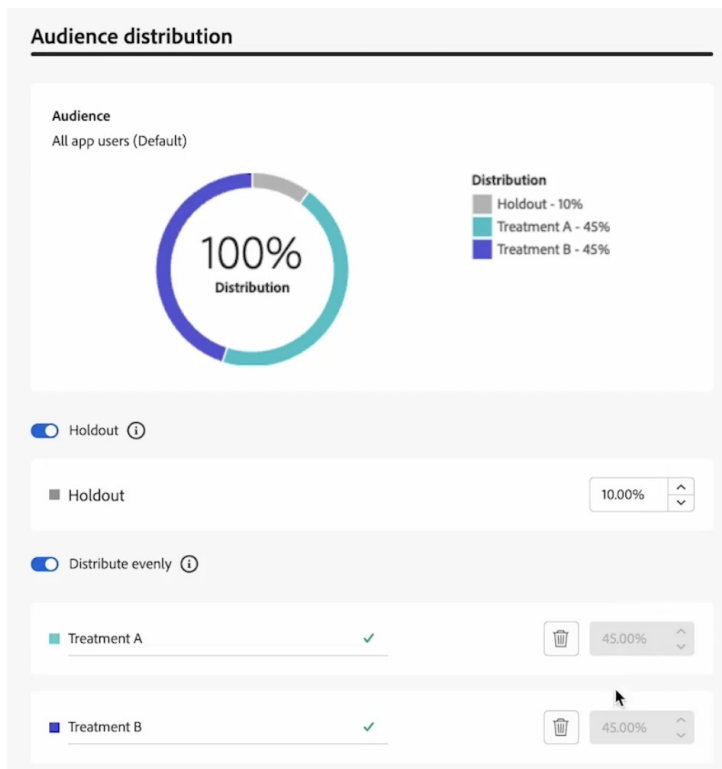 Audience distribution
Audience
All app users (Default)
100%
Distribution
Distribution
Holdout - 10%
Treatment A - 45%
Treatment B - 45%
Holdout
Holdout
10.00%
Distribute evenly
Treatment A
45.00%
Treatment B
45.00%